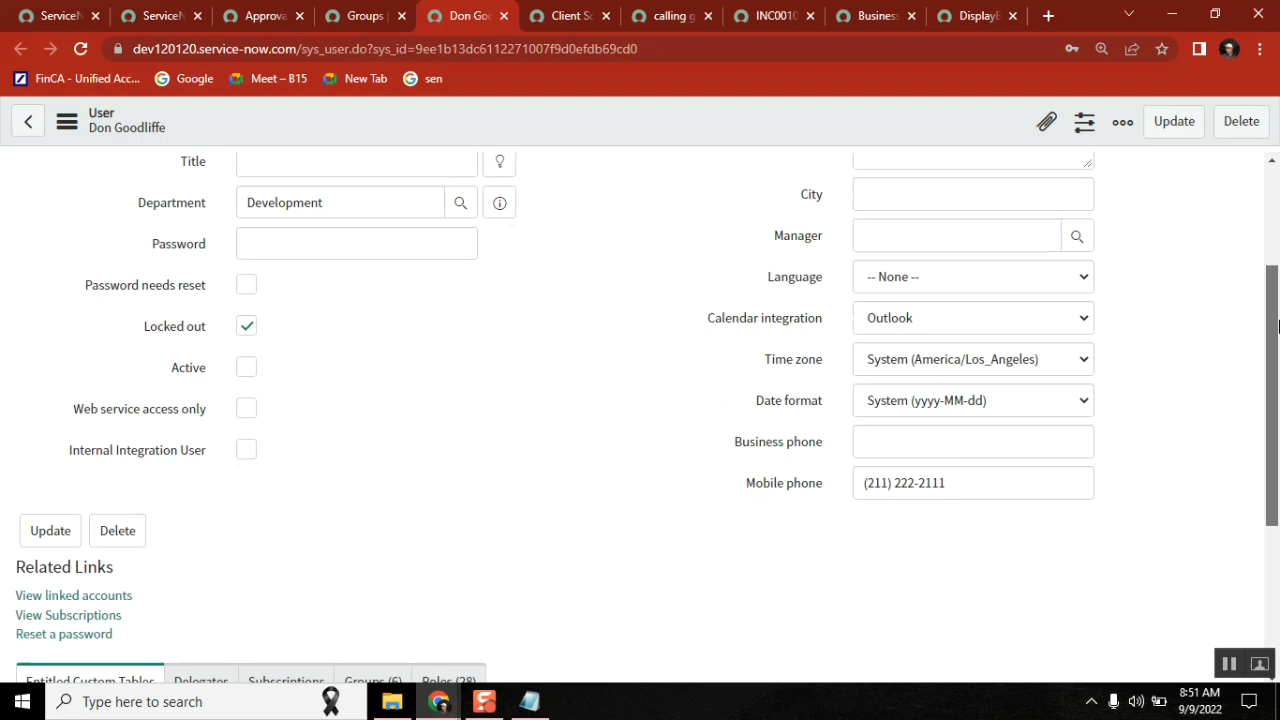 ServiceN
ServiceN
Approva
Groups |
Don Goo
Client Sc
calling g
INC0010
Business
DisplayB
dev120120.service-now.com/sys_user.do?sys_id=9ee1b13dc6112271007f9d0efdb69cd0
FinCA - Unified Acc...
Google
Meet – B15
New Tab
sen
User
Don Goodliffe
Update
Delete
Title
Department
Development
Password
Password needs reset
Locked out
Active
Web service access only
Internal Integration User
City
Manager
Language
-- None --
Calendar integration
Outlook
Time zone
System (America/Los_Angeles)
Date format
System (yyyy-MM-dd)
Business phone
Mobile phone
(211) 222-2111
Update
Delete
Related Links
View linked accounts
View Subscriptions
Reset a password
Entitled Custom Tables
Delegates
Subscriptions
Groups (6)
Roles (28)
Type here to search
8:51 AM
9/9/2022